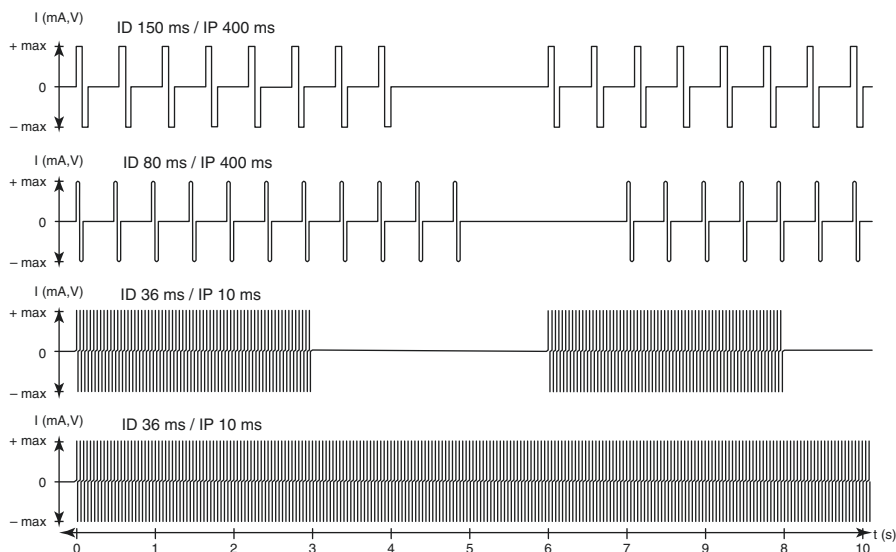 I (mA,V)
ID 150 ms / IP 400 ms
+ max
0
– max
I (mA,V)
ID 80 ms / IP 400 ms
+ max
0
– max
I (mA,V)
ID 36 ms / IP 10 ms
+ max
0
– max
I (mA,V)
ID 36 ms / IP 10 ms
+ max
0
– max
t (s)
0 1 2 3 4 5 6 7 8 9 10